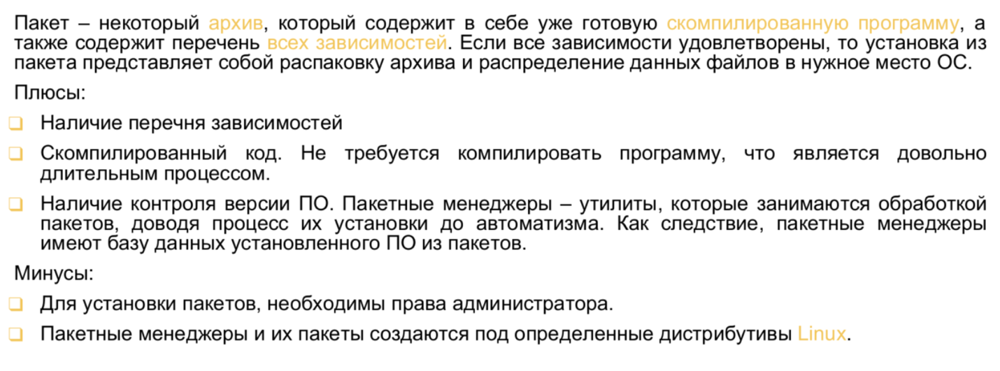 Пакет – некоторый архив, который содержит в себе уже готовую скомпилированную программу, а
также содержит перечень всех зависимостей. Если все зависимости удовлетворены, то установка из
пакета представляет собой распаковку архива и распределение данных файлов в нужное место ОС.
Плюсы:
Наличие перечня зависимостей
Скомпилированный код. Не требуется компилировать программу, что является довольно
длительным процессом.
Наличие контроля версии ПО. Пакетные менеджеры – утилиты, которые занимаются обработкой
пакетов, доводя процесс их установки до автоматизма. Как следствие, пакетные менеджеры
имеют базу данных установленного ПО из пакетов.
Минусы:
Для установки пакетов, необходимы права администратора.
Пакетные менеджеры и их пакеты создаются под определенные дистрибутивы Linux.